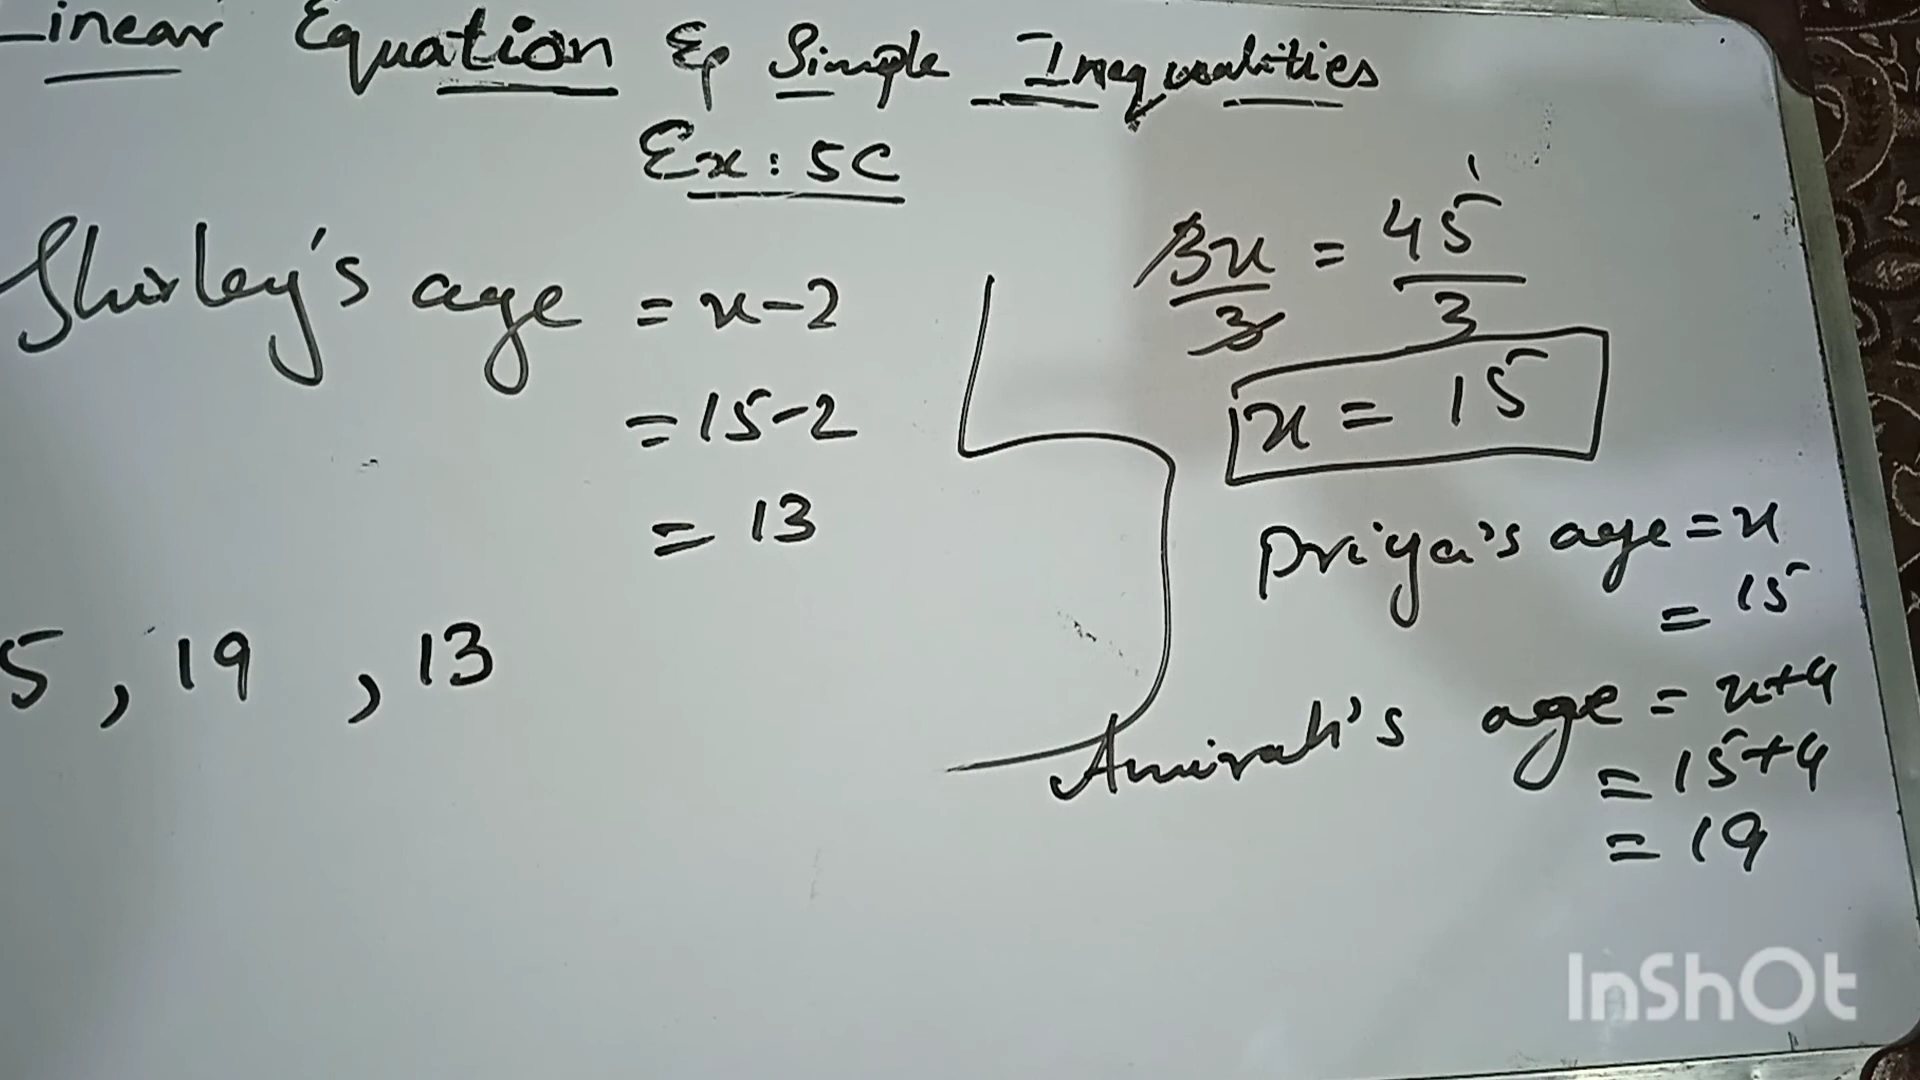 Linear Equation & Simple Inequalities
Ex: 5C
Shirley's age = x-2
= 15-2
= 13
5, 19, 13
3x/3 = 45/3
x = 15
Priya's age = x
= 15
Amirah's age = x+4
= 15+4
= 19
InShOt